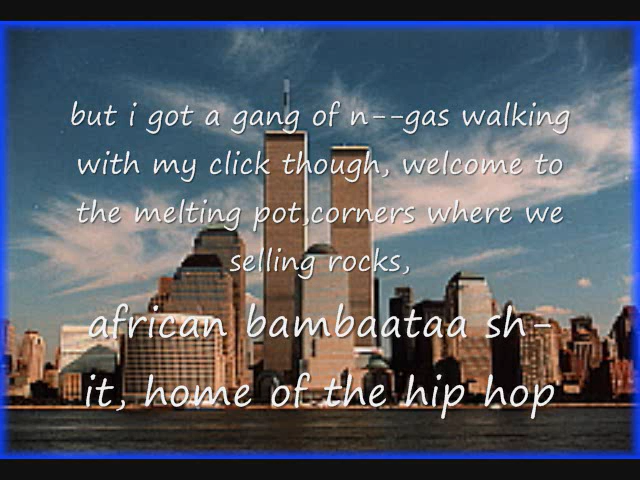 but i got a gang of n--gas walking
with my click though, welcome to
the melting pot,corners where we
selling rocks,
african bambaataa sh-
it, home of the hip hop